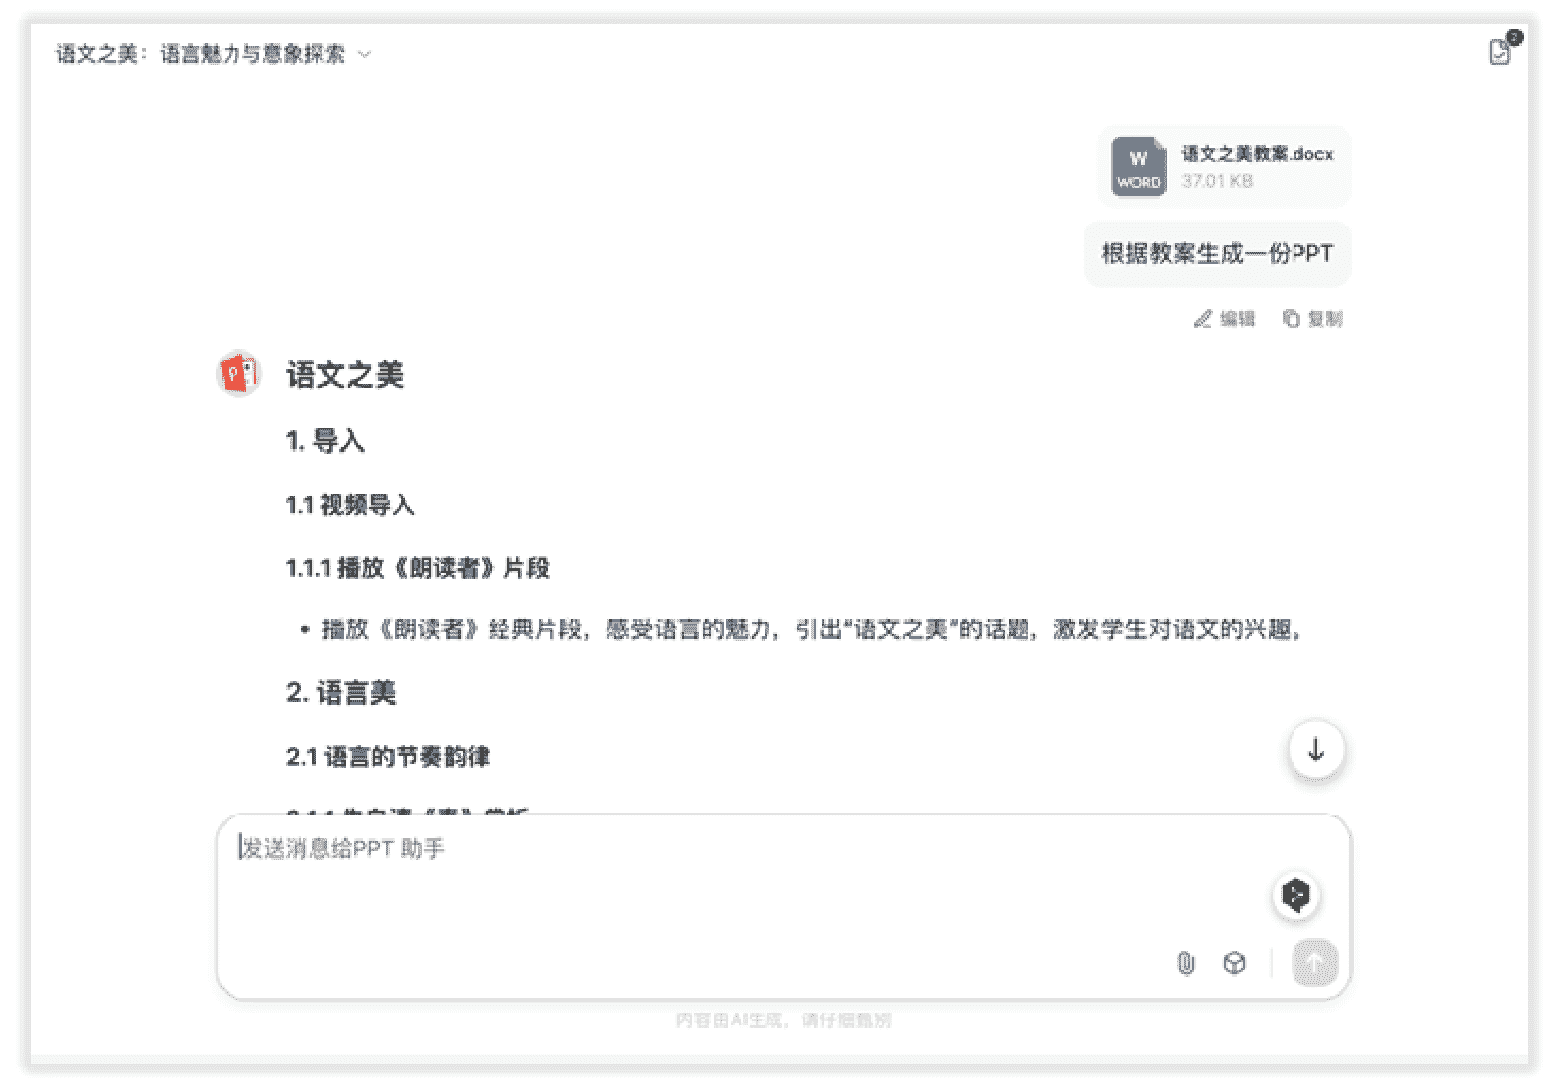 语文之美：语言魅力与意象探索
W
WORD
语文之美教案.docx
37.01 KB
根据教案生成一份PPT
编辑 复制
P
语文之美
1. 导入
1.1 视频导入
1.1.1 播放《朗读者》片段
• 播放《朗读者》经典片段，感受语言的魅力，引出“语文之美”的话题，激发学生对语文的兴趣。
2. 语言美
2.1 语言的节奏韵律
发送消息给PPT 助手
内容由AI生成，请仔细甄别